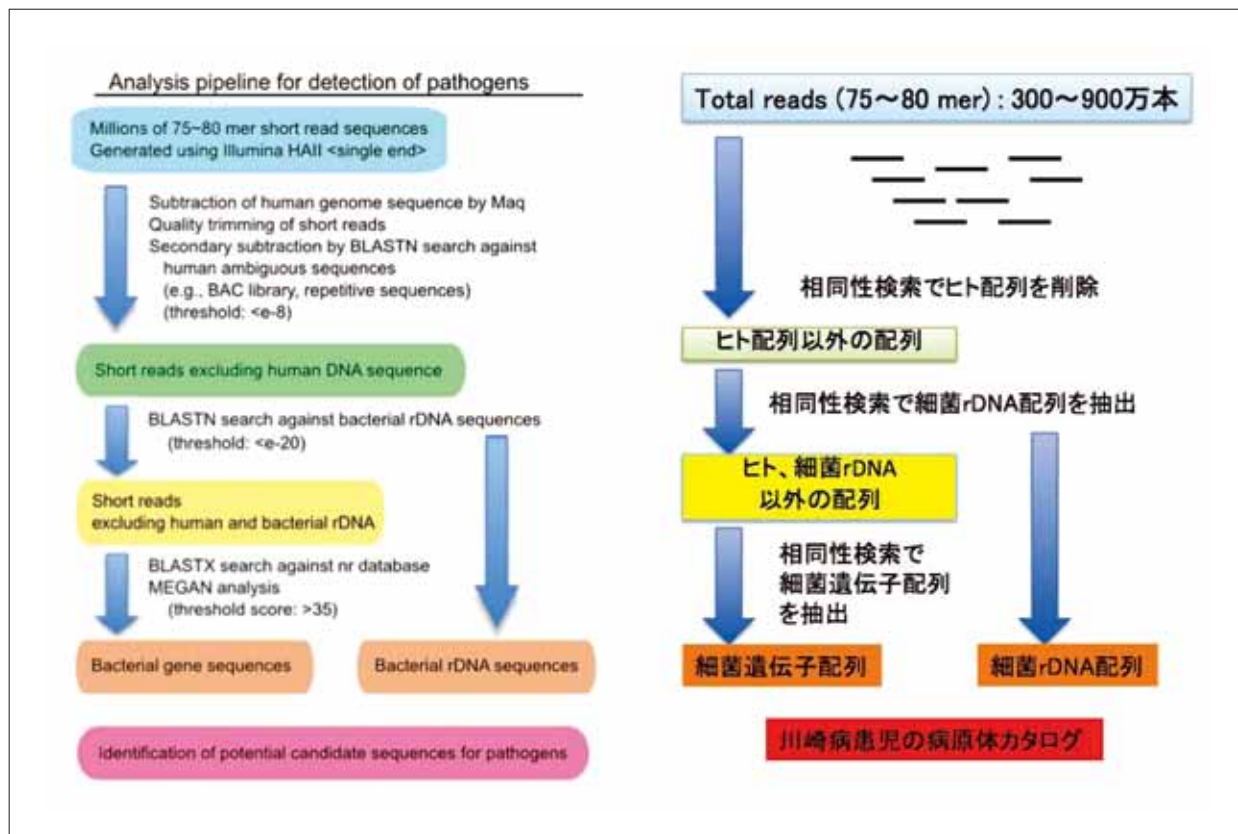 Analysis pipeline for detection of pathogens
Millions of 75~80 mer short read sequences
Generated using Illumina HAII <single end>
Subtraction of human genome sequence by Maq
Quality trimming of short reads
Secondary subtraction by BLASTN search against
human ambiguous sequences
(e.g., BAC library, repetitive sequences)
(threshold: <e-8)
Short reads excluding human DNA sequence
BLASTN search against bacterial rDNA sequences
(threshold: <e-20)
Short reads
excluding human and bacterial rDNA
BLASTX search against nr database
MEGAN analysis
(threshold score: >35)
Bacterial gene sequences
Bacterial rDNA sequences
Identification of potential candidate sequences for pathogens
Total reads (75～80 mer) : 300～900万本
相同性検索でヒト配列を削除
ヒト配列以外の配列
相同性検索で細菌rDNA配列を抽出
ヒト、細菌rDNA
以外の配列
相同性検索で
細菌遺伝子配列
を抽出
細菌遺伝子配列
細菌rDNA配列
川崎病患児の病原体カタログ